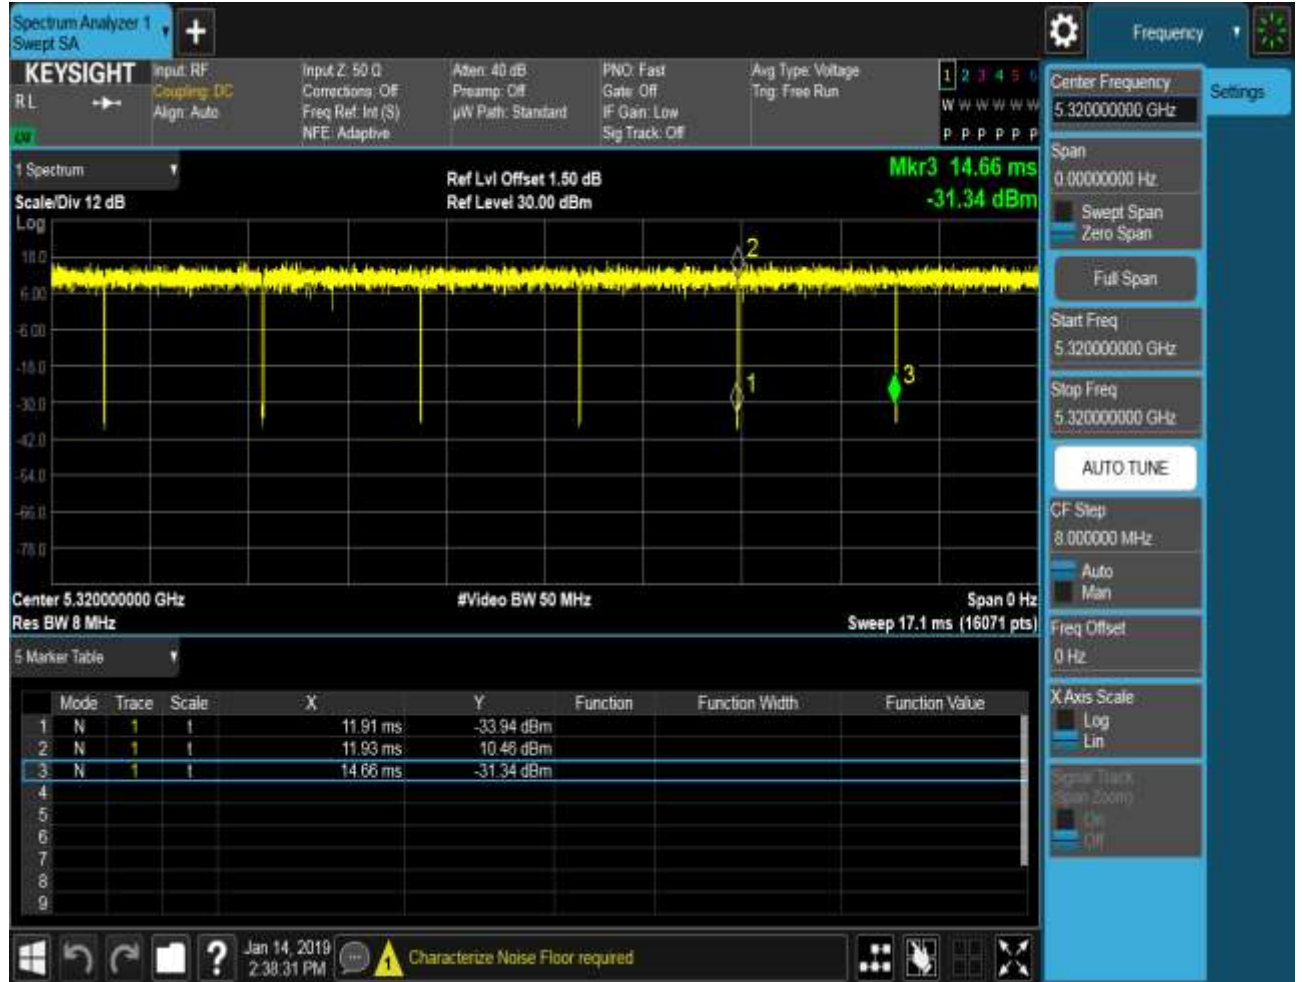 Spectrum Analyzer 1
Swept SA
+
Frequency
KEYSIGHT
RL
Input: RF
Coupling: DC
Align: Auto
Input Z: 50 Ω
Corrections: Off
Freq Ref: Int (S)
NFE: Adaptive
Atten: 40 dB
Preamp: Off
µW Path: Standard
PNO: Fast
Gate: Off
IF Gain: Low
Sig Track: Off
Avg Type: Voltage
Trig: Free Run
1 2 3 4 5 6
W W W W W W
P P P P P P
1 Spectrum
Scale/Div 12 dB
Log
Ref Lvl Offset 1.50 dB
Ref Level 30.00 dBm
Mkr3 14.66 ms
-31.34 dBm
18.0
6.00
-6.00
-18.0
-30.0
-42.0
-54.0
-66.0
-78.0
2
1
3
Center 5.320000000 GHz
#Video BW 50 MHz
Span 0 Hz
Res BW 8 MHz
Sweep 17.1 ms (16071 pts)
5 Marker Table
Mode Trace Scale X Y Function Function Width Function Value
1 N 1 t 11.91 ms -33.94 dBm
2 N 1 t 11.93 ms 10.46 dBm
3 N 1 t 14.66 ms -31.34 dBm
4
5
6
7
8
9
Center Frequency
5.320000000 GHz
Settings
Span
0.00000000 Hz
Swept Span
Zero Span
Full Span
Start Freq
5.320000000 GHz
Stop Freq
5.320000000 GHz
AUTO TUNE
CF Step
8.000000 MHz
Auto
Man
Freq Offset
0 Hz
X Axis Scale
Log
Lin
Signal Track
(Span Zoom)
On
Off
?
Jan 14, 2019
2:38:31 PM
1
Characterize Noise Floor required